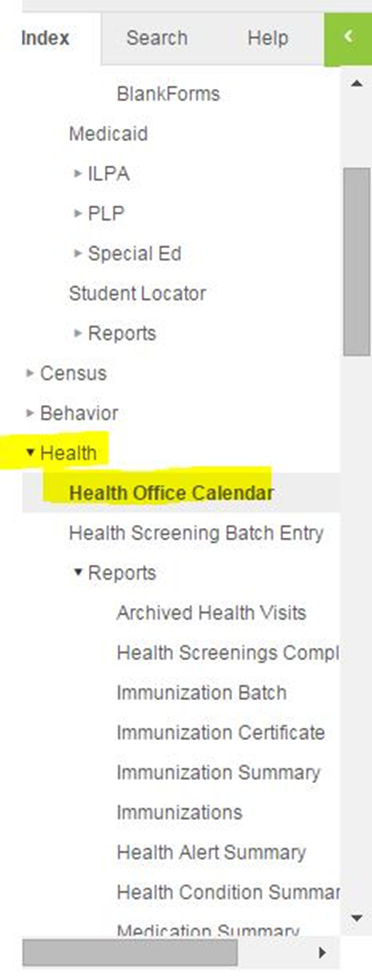 Index Search Help
BlankForms
Medicaid
ILPA
PLP
Special Ed
Student Locator
Reports
Census
Behavior
Health
Health Office Calendar
Health Screening Batch Entry
Reports
Archived Health Visits
Health Screenings Compl
Immunization Batch
Immunization Certificate
Immunization Summary
Immunizations
Health Alert Summary
Health Condition Summar
Medication Summary